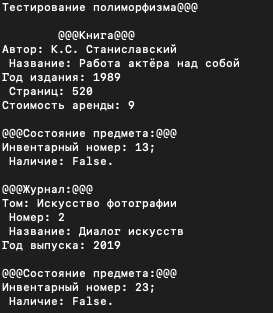 Тестирование полиморфизма@@@
@@@Книга@@@
Автор: К.С. Станиславский
Название: Работа актёра над собой
Год издания: 1989
Страниц: 520
Стоимость аренды: 9
@@@Состояние предмета:@@@
Инвентарный номер: 13;
Наличие: False.
@@@Журнал:@@@
Том: Искусство фотографии
Номер: 2
Название: Диалог искусств
Год выпуска: 2019
@@@Состояние предмета:@@@
Инвентарный номер: 23;
Наличие: False.